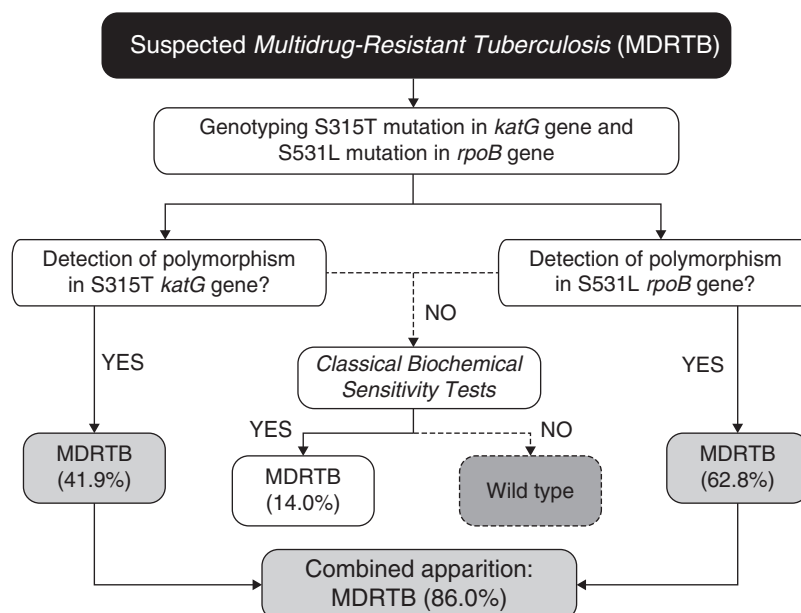 Suspected Multidrug-Resistant Tuberculosis (MDRTB)
Genotyping S315T mutation in katG gene and
S531L mutation in rpoB gene
Detection of polymorphism
in S315T katG gene?
Detection of polymorphism
in S531L rpoB gene?
NO
YES
Classical Biochemical
Sensitivity Tests
YES
YES
NO
MDRTB
(41.9%)
MDRTB
(14.0%)
Wild type
MDRTB
(62.8%)
Combined apparition:
MDRTB (86.0%)